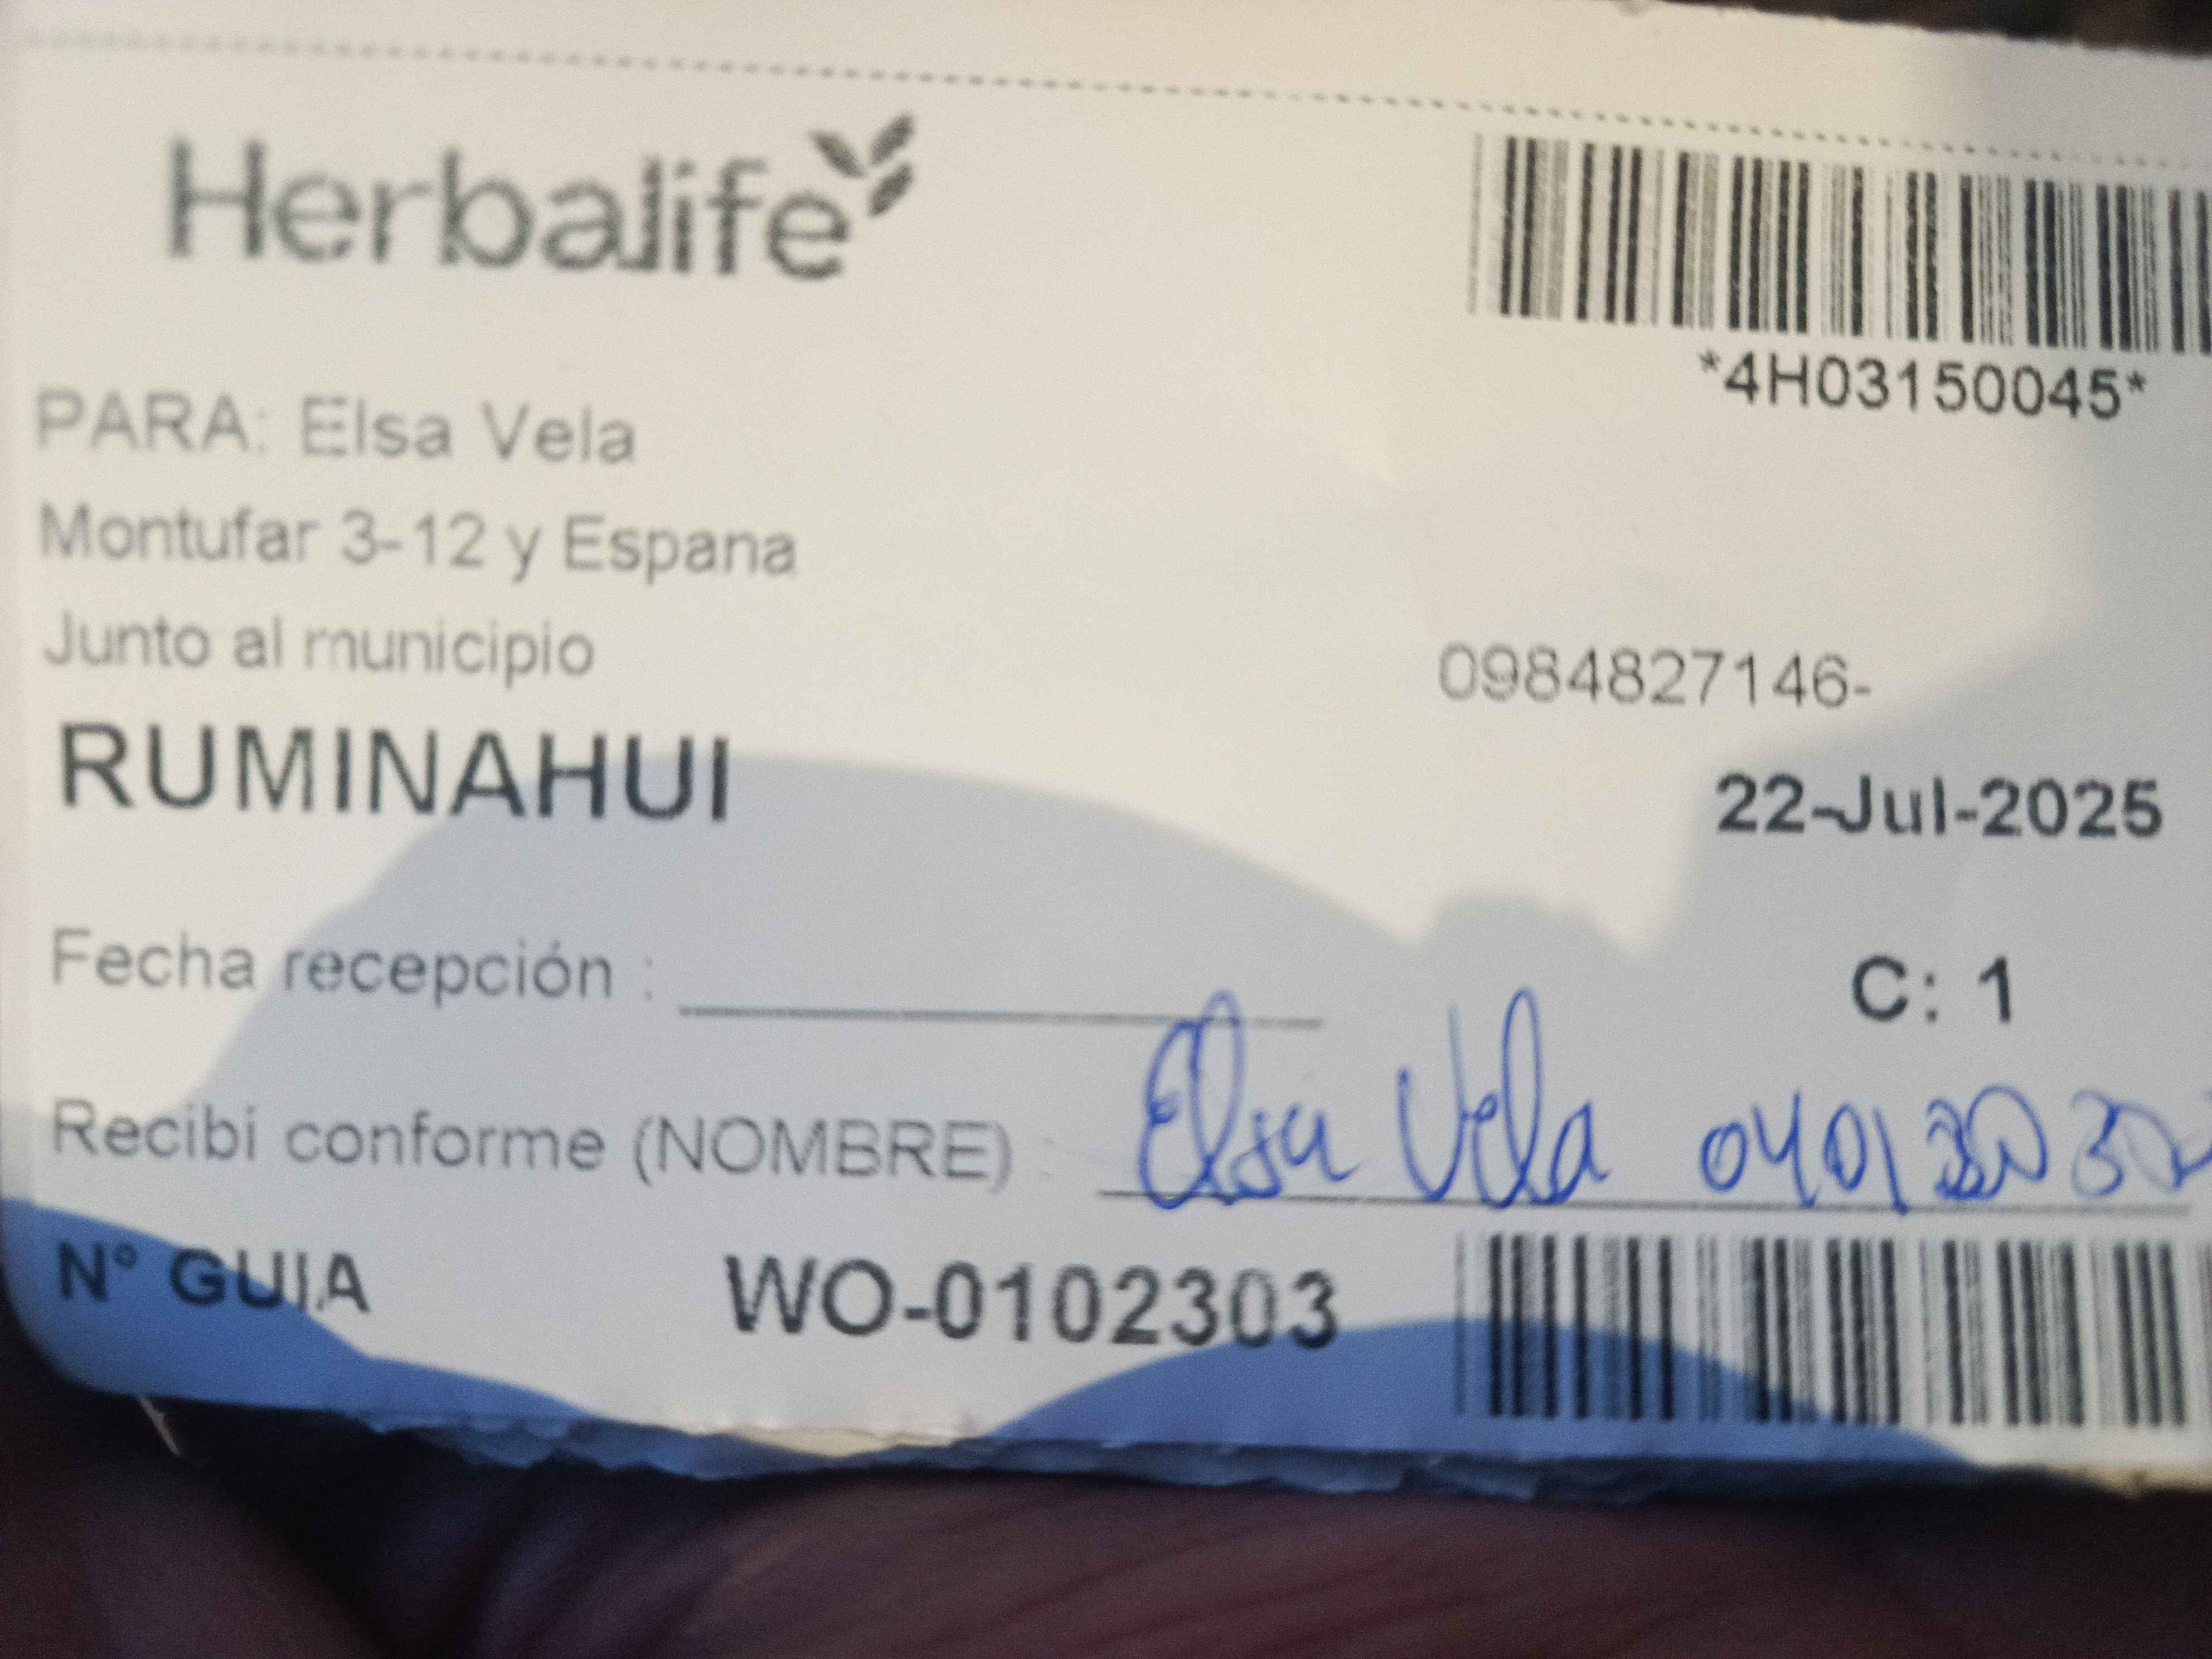 Herbalife
*4H03150045*
PARA: Elsa Vela
Montufar 3-12 y Espana
Junto al municipio
0984827146-
RUMINAHUI
22-Jul-2025
Fecha recepción :
C: 1
Recibi conforme (NOMBRE) : Elsa Vela
N° GUIA WO-0102303